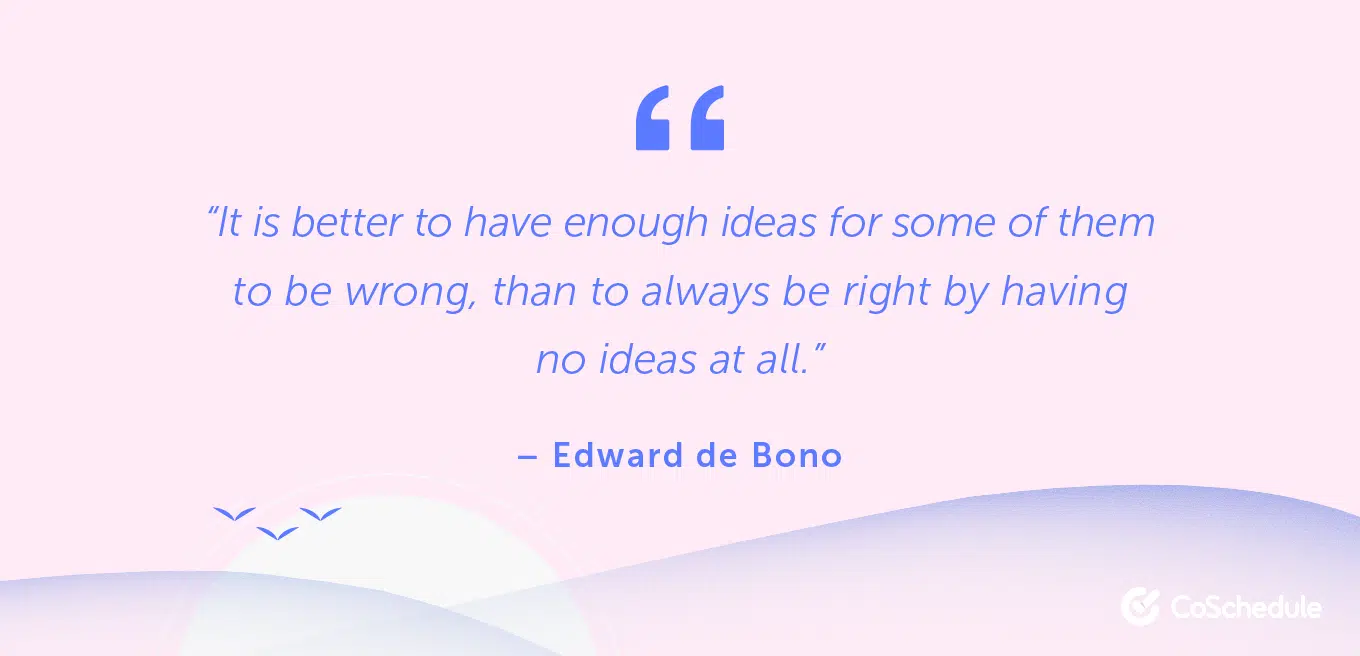 “It is better to have enough ideas for some of them
to be wrong, than to always be right by having
no ideas at all.”
– Edward de Bono
CoSchedule